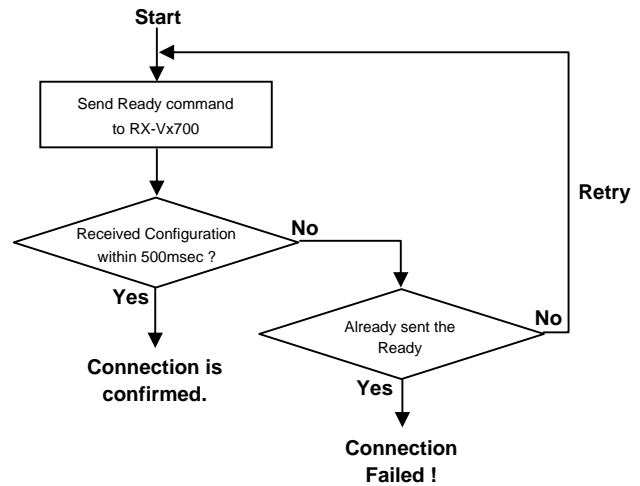 Start
Send Ready command
to RX-Vx700
Retry
Received Configuration
within 500msec ?
No
Yes
Already sent the
Ready
No
Connection is
confirmed.
Yes
Connection
Failed !